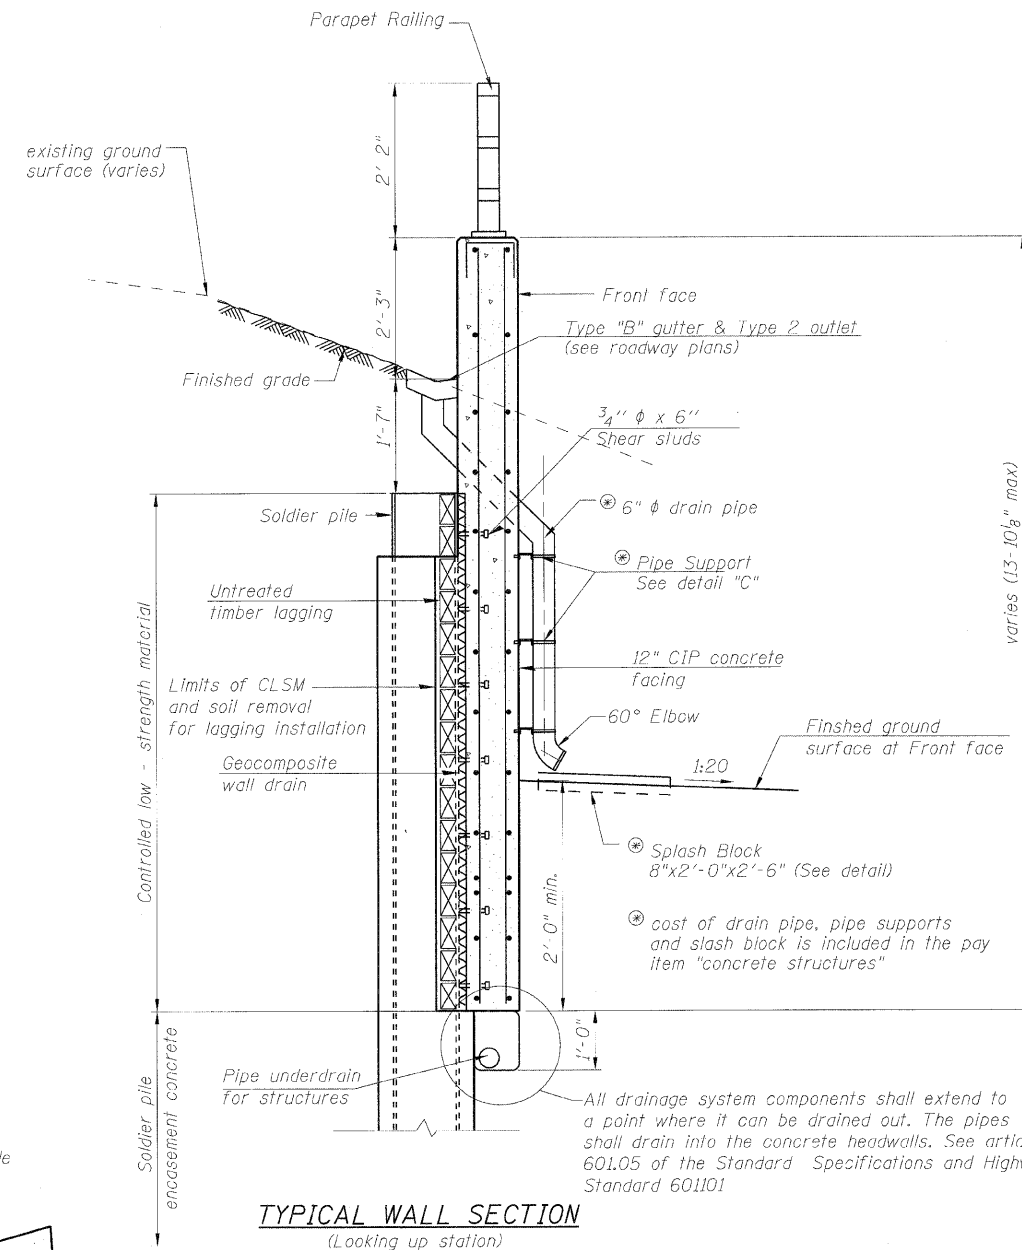 Parapet Railing
existing ground
surface (varies)
2'-2"
2'-3"
Front face
Type "B" gutter & Type 2 outlet
(see roadway plans)
Finished grade
1'-7"
3/4" ϕ x 6"
Shear studs
Soldier pile
⊛ 6" ϕ drain pipe
⊛ Pipe Support
See detail "C"
varies (13'-10 1/8" max)
Untreated
timber lagging
12" CIP concrete
facing
Controlled low - strength material
Limits of CLSM
and soil removal
for lagging installation
60° Elbow
Finshed ground
surface at Front face
Geocomposite
wall drain
1:20
⊛ Splash Block
8"x2'-0"x2'-6" (See detail)
2'-0" min.
⊛ cost of drain pipe, pipe supports
and slash block is included in the pay
item "concrete structures"
1'-0"
Soldier pile
encasement concrete
Pipe underdrain
for structures
All drainage system components shall extend to
a point where it can be drained out. The pipes
shall drain into the concrete headwalls. See artic
601.05 of the Standard Specifications and Highw
Standard 601101
TYPICAL WALL SECTION
(Looking up station)